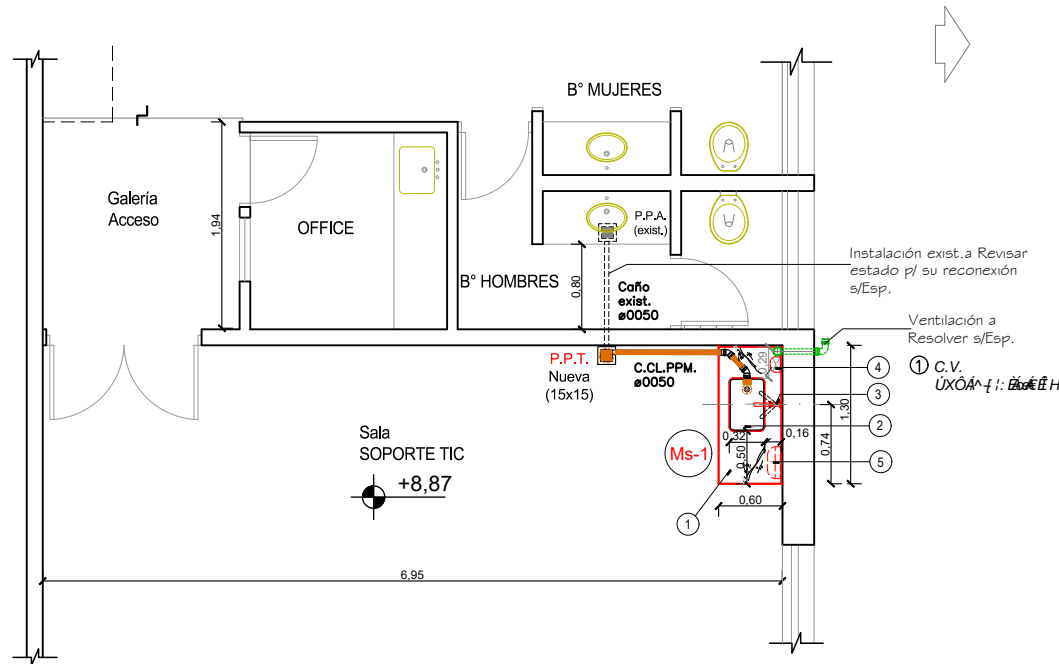 B° MUJERES
Galería
Acceso
1,94
OFFICE
P.P.A.
(exist.)
B° HOMBRES
0,80
Caño
exist.
ø0050
Instalación exist.a Revisar
estado p/ su reconexión
s/Esp.
Ventilación a
Resolver s/Esp.
1 C.V.
P.P.T.
Nueva
(15x15)
C.CL.PPM.
ø0050
0,29
4
3
2
5
1,30
0,74
0,16
0,32
0,50
Ms-1
Sala
SOPORTE TIC
+8,87
0,60
1
6,95